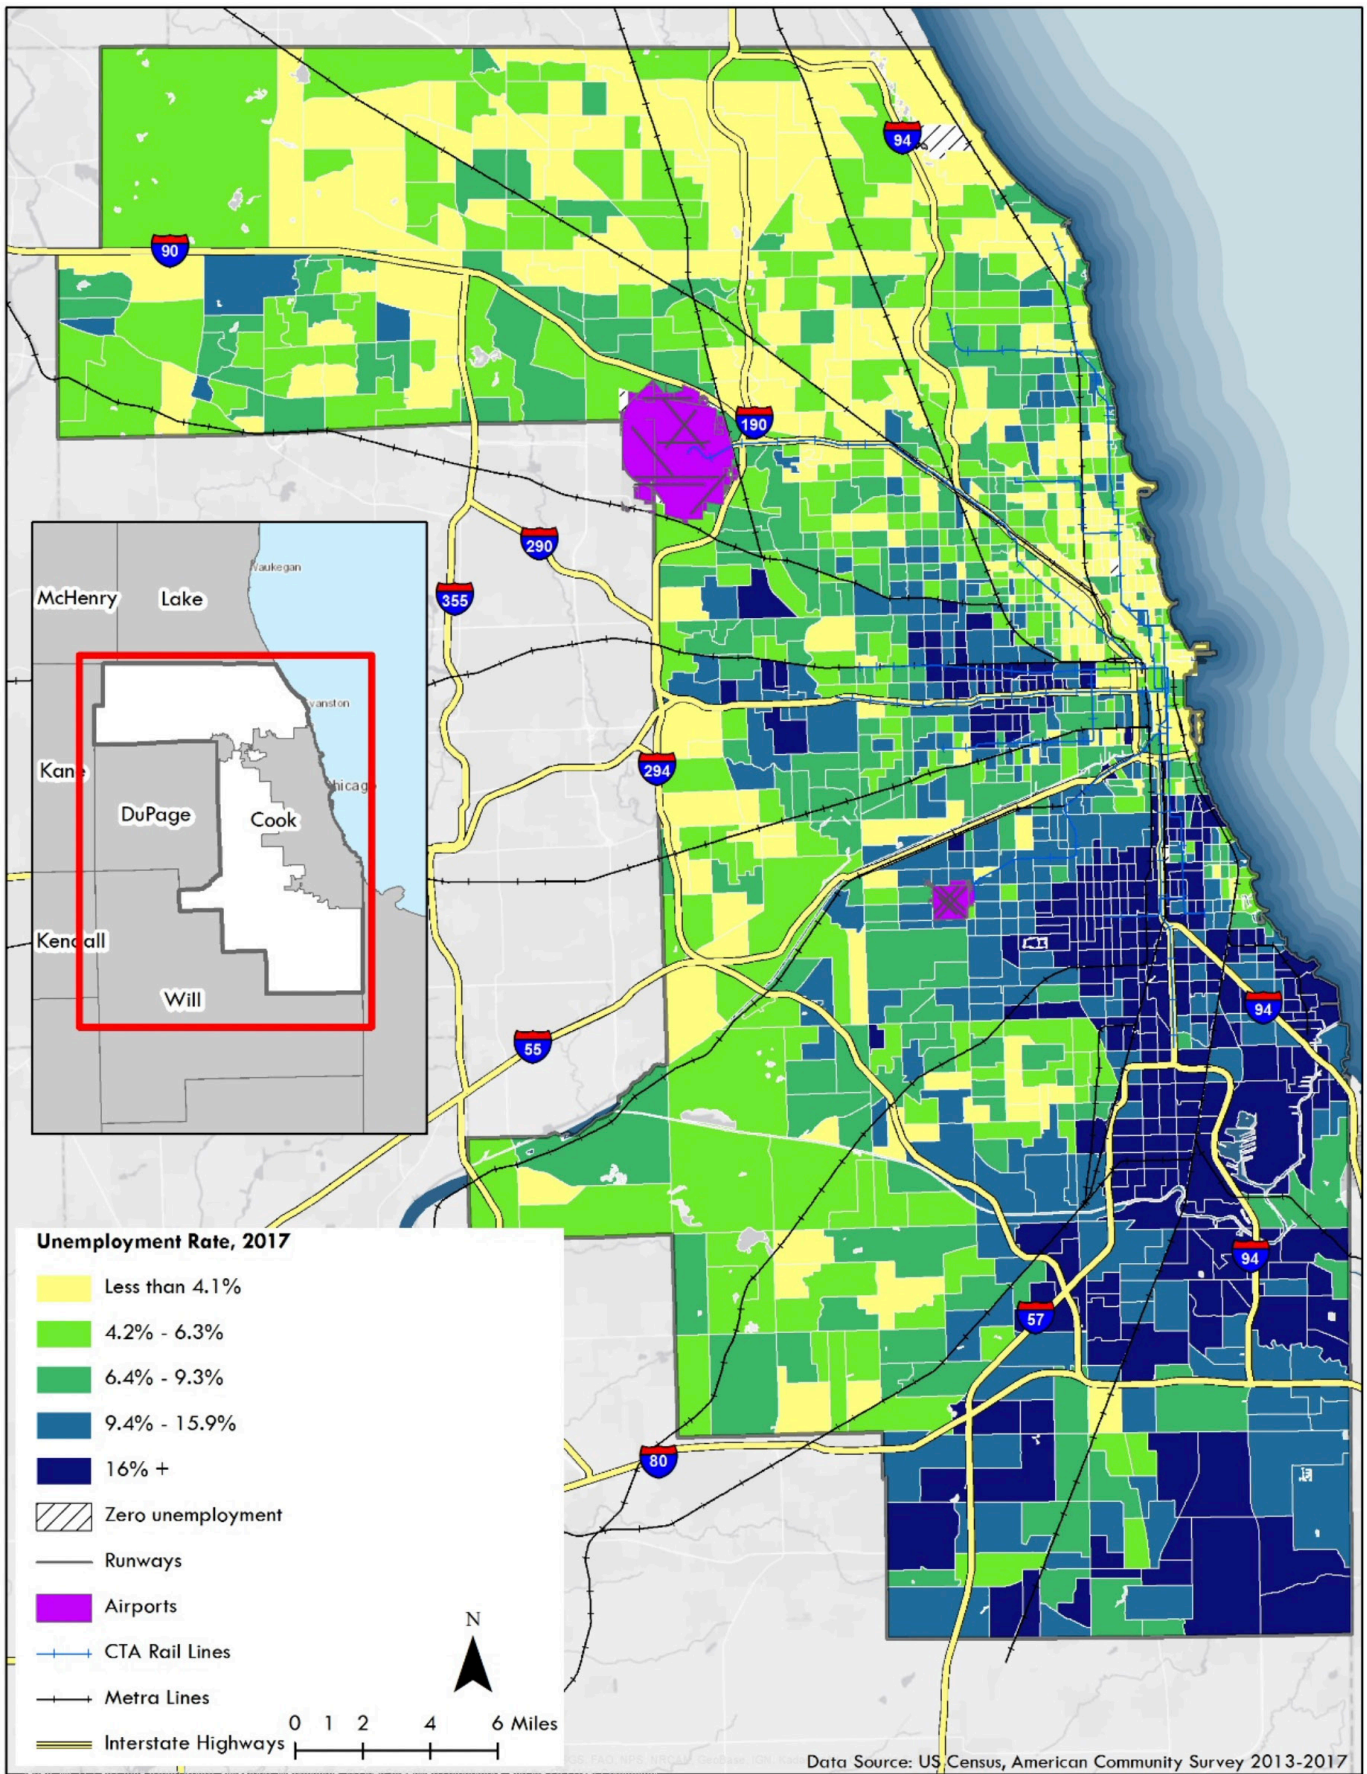 94
90
190
290
355
294
94
55
94
57
80
Waukegan
McHenry
Lake
vanston
Kane
hicag
DuPage
Cook
Kendall
Will
Unemployment Rate, 2017
Less than 4.1%
4.2% - 6.3%
6.4% - 9.3%
9.4% - 15.9%
16% +
Zero unemployment
Runways
Airports
CTA Rail Lines
Metra Lines
Interstate Highways
N
0 1 2 4 6 Miles
Data Source: US Census, American Community Survey 2013-2017